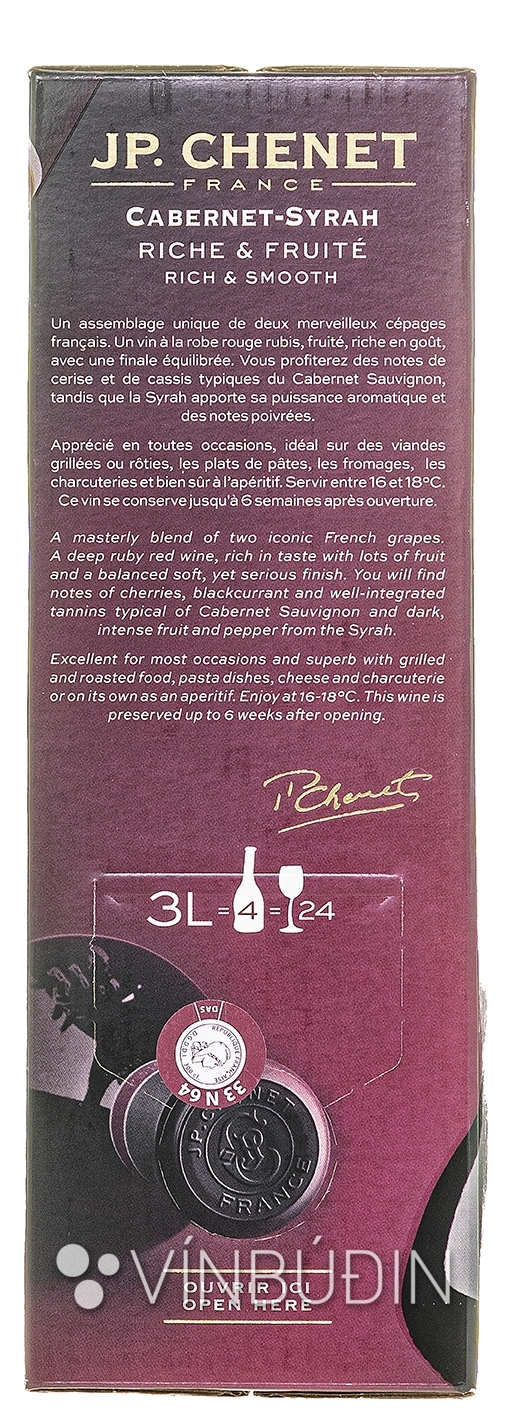 JP. CHENET
FRANCE
CABERNET-SYRAH
RICHE & FRUITÉ
RICH & SMOOTH
Un assemblage unique de deux merveilleux cépages
français. Un vin à la robe rouge rubis, fruité, riche en goût,
avec une finale équilibrée. Vous profiterez des notes de
cerise et de cassis typiques du Cabernet Sauvignon,
tandis que la Syrah apporte sa puissance aromatique et
des notes poivrées.
Apprécié en toutes occasions, idéal sur des viandes
grillées ou rôties, les plats de pâtes, les fromages, les
charcuteries et bien sûr à l'apéritif. Servir entre 16 et 18°C.
Ce vin se conserve jusqu'à 6 semaines après ouverture.
A masterly blend of two iconic French grapes.
A deep ruby red wine, rich in taste with lots of fruit
and a balanced soft, yet serious finish. You will find
notes of cherries, blackcurrant and well-integrated
tannins typical of Cabernet Sauvignon and dark,
intense fruit and pepper from the Syrah.
Excellent for most occasions and superb with grilled
and roasted food, pasta dishes, cheese and charcuterie
or on its own as an aperitif. Enjoy at 16-18°C. This wine is
preserved up to 6 weeks after opening.
P Chenet
3L = 4 = 24
DAS
REPUBLIQUE FRANÇAISE
D.G.D.D.I
33 N 64
JP. CHENET
FRANCE
VÍNBÚÐIN
OUVRIR ICI
OPEN HERE